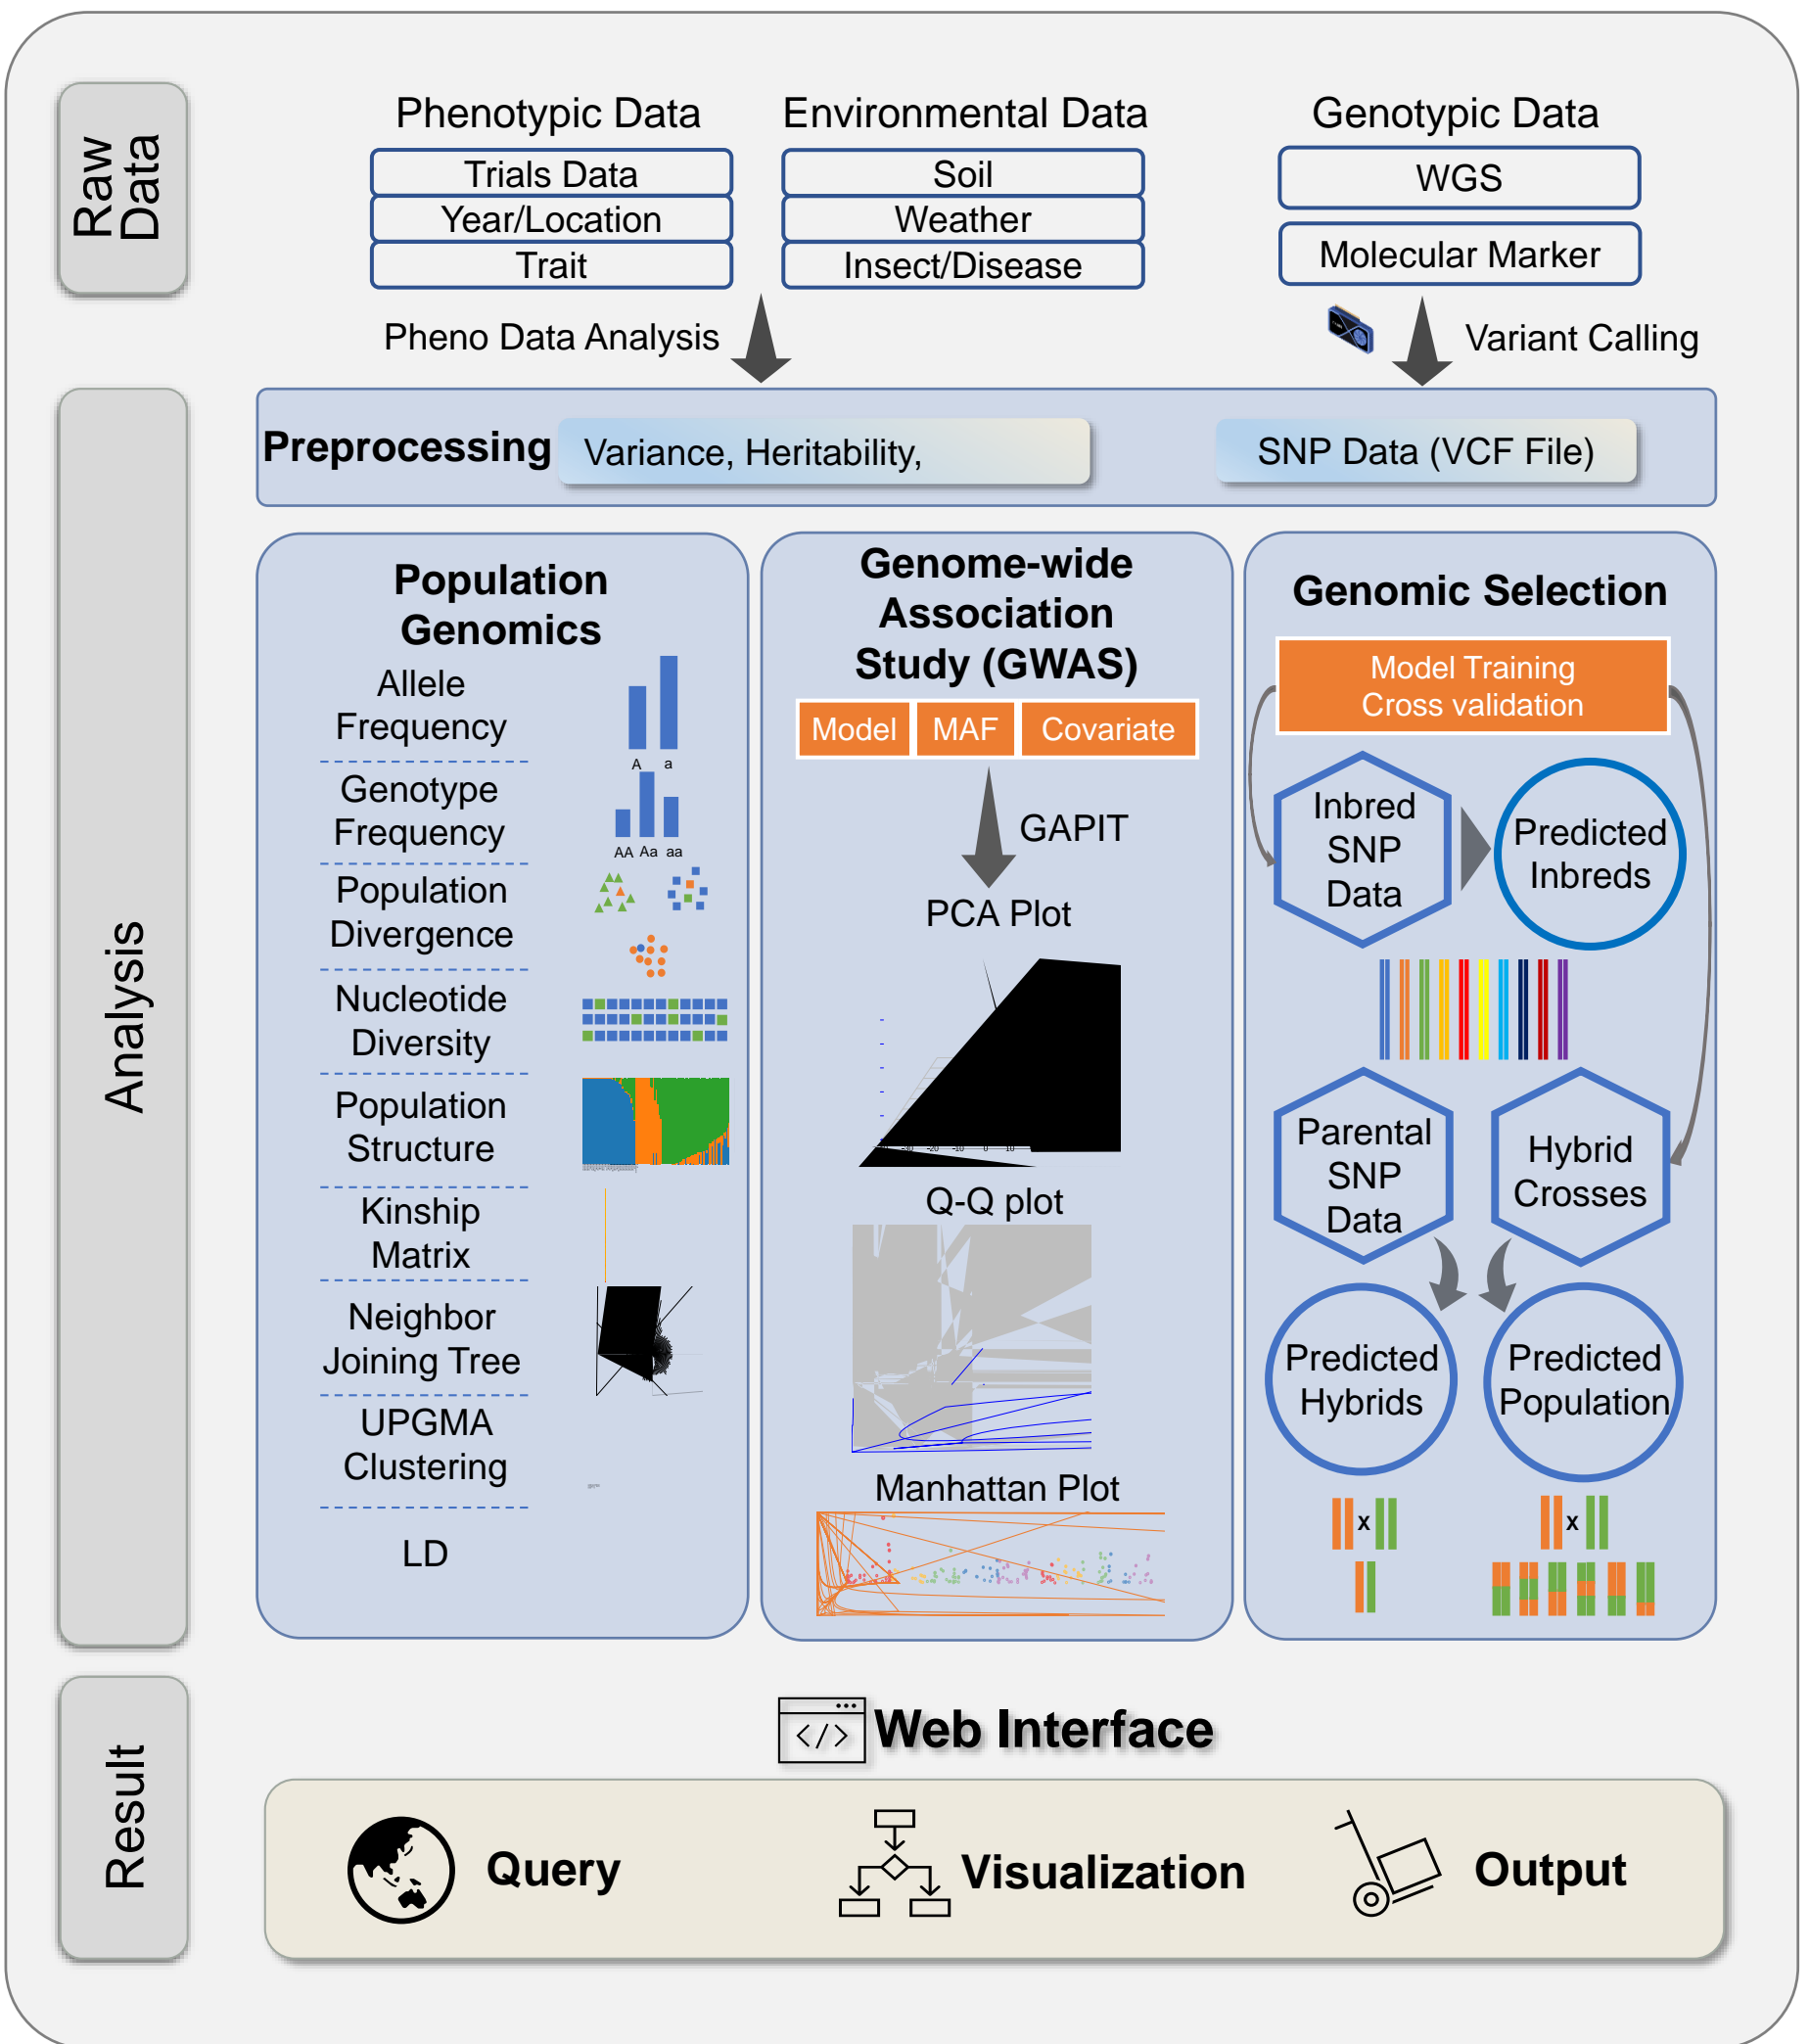 Raw
Data
Phenotypic Data
Trials Data
Year/Location
Trait
Environmental Data
Soil
Weather
Insect/Disease
Genotypic Data
WGS
Molecular Marker
Pheno Data Analysis
Variant Calling
Analysis
Preprocessing
Variance, Heritability,
SNP Data (VCF File)
Population
Genomics
Allele
Frequency
A a
Genotype
Frequency
AA Aa aa
Population
Divergence
Nucleotide
Diversity
Population
Structure
Kinship
Matrix
Neighbor
Joining Tree
UPGMA
Clustering
LD
Genome-wide
Association
Study (GWAS)
Model
MAF
Covariate
GAPIT
PCA Plot
-20 -10 0 10
Q-Q plot
Manhattan Plot
Genomic Selection
Model Training
Cross validation
Inbred
SNP
Data
Predicted
Inbreds
Parental
SNP
Data
Hybrid
Crosses
Predicted
Hybrids
Predicted
Population
x
x
Result
</> Web Interface
Query
Visualization
Output